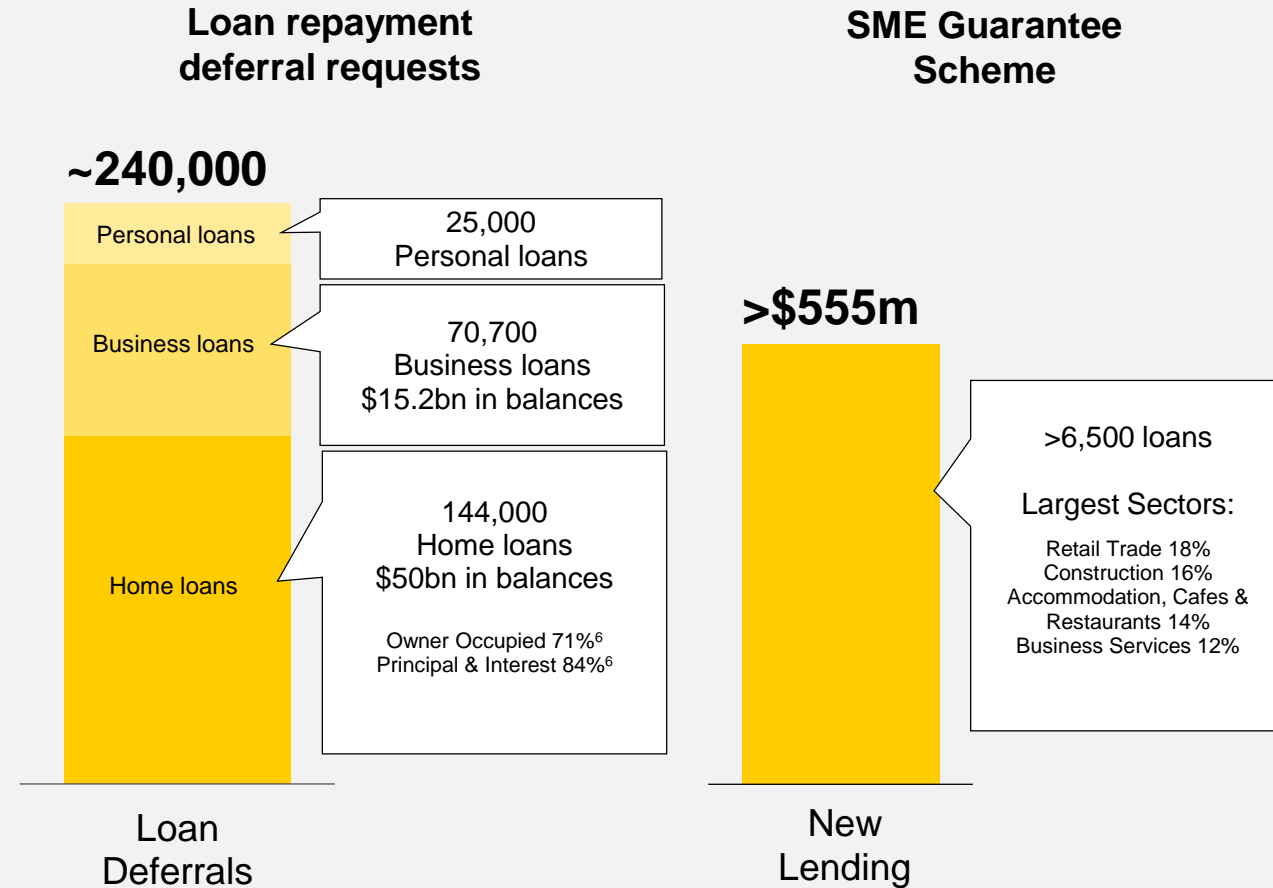 Loan repayment
deferral requests
~240,000
Personal loans
25,000
Personal loans
Business loans
70,700
Business loans
$15.2bn in balances
Home loans
144,000
Home loans
$50bn in balances
Owner Occupied 71%⁶
Principal & Interest 84%⁶
Loan
Deferrals
SME Guarantee
Scheme
>$555m
>6,500 loans
Largest Sectors:
Retail Trade 18%
Construction 16%
Accommodation, Cafes &
Restaurants 14%
Business Services 12%
New
Lending